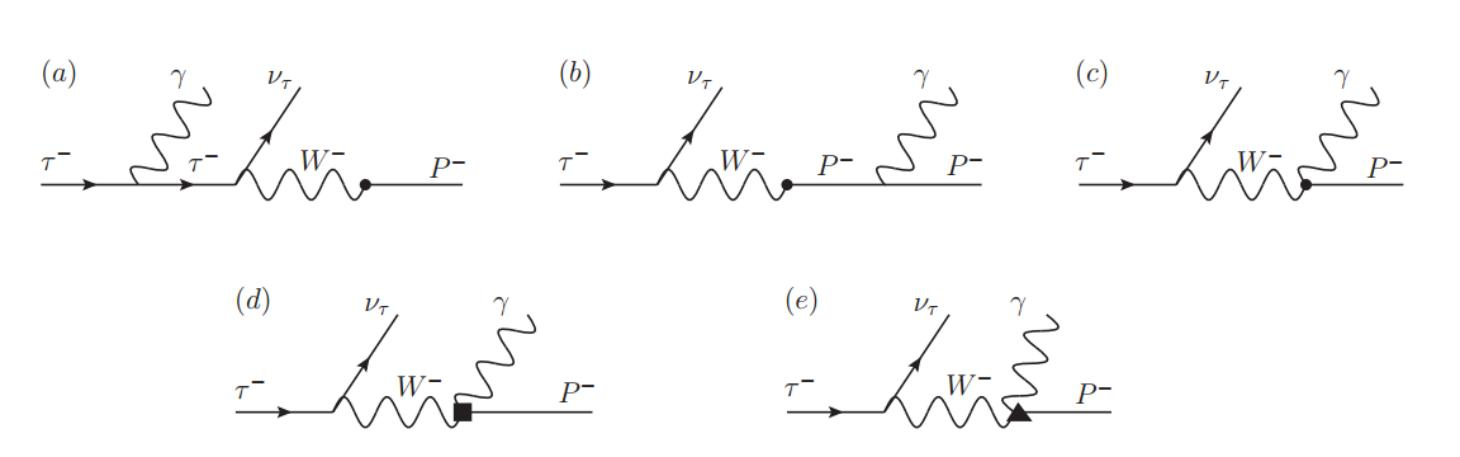 (a) γ ν_τ
τ⁻ τ⁻ W⁻ P⁻
(b) ν_τ γ
τ⁻ W⁻ P⁻ P⁻
(c) ν_τ γ
τ⁻ W⁻ P⁻
(d) ν_τ γ
τ⁻ W⁻ P⁻
(e) ν_τ γ
τ⁻ W⁻ P⁻